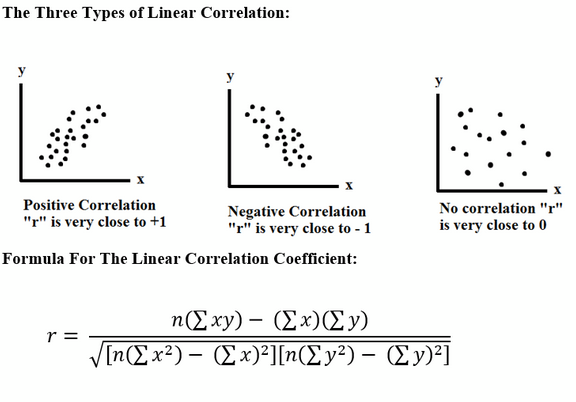 The Three Types of Linear Correlation:
y
y
y
x
x
x
Positive Correlation
"r" is very close to +1
Negative Correlation
"r" is very close to - 1
No correlation "r"
is very close to 0
Formula For The Linear Correlation Coefficient:
r = n(∑xy) − (∑x)(∑y) / √[n(∑x²) − (∑x)²][n(∑y²) − (∑y)²]